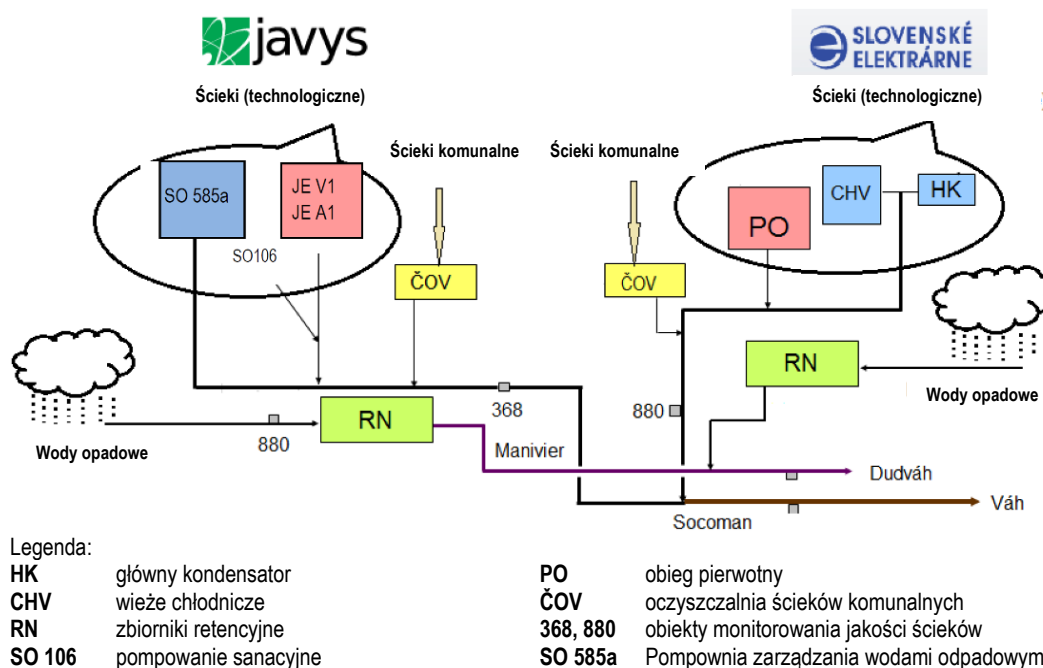 javys
SLOVENSKÉ
ELEKTRÁRNE
Ścieki (technologiczne)
Ścieki (technologiczne)
Ścieki komunalne
Ścieki komunalne
SO 585a
JE V1
JE A1
SO106
ČOV
ČOV
PO
CHV
HK
RN
Wody opadowe
368
880
880
RN
Wody opadowe
Manivier
Dudváh
Socoman
Váh
Legenda:
HK główny kondensator
CHV wieże chłodnicze
RN zbiorniki retencyjne
SO 106 pompowanie sanacyjne
PO obieg pierwotny
ČOV oczyszczalnia ścieków komunalnych
368, 880 obiekty monitorowania jakości ścieków
SO 585a Pompownia zarządzania wodami odpadowym